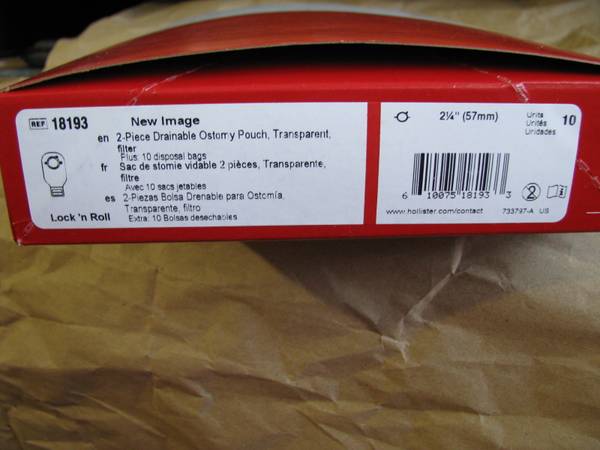 REF 18193
New Image
en 2-Piece Drainable Ostomy Pouch, Transparent,
filter
Plus: 10 disposal bags
fr Sac de stomie vidable 2 pièces, Transparente,
filtre
Avec 10 sacs jetables
es 2-Piezas Bolsa Drenable para Ostomía,
Transparente, filtro
Extra: 10 Bolsas desechables
Lock 'n Roll
2¼" (57mm)
Units
Unités
Unidades
10
6 10075 18193 3
2
www.hollister.com/contact 733797-A US